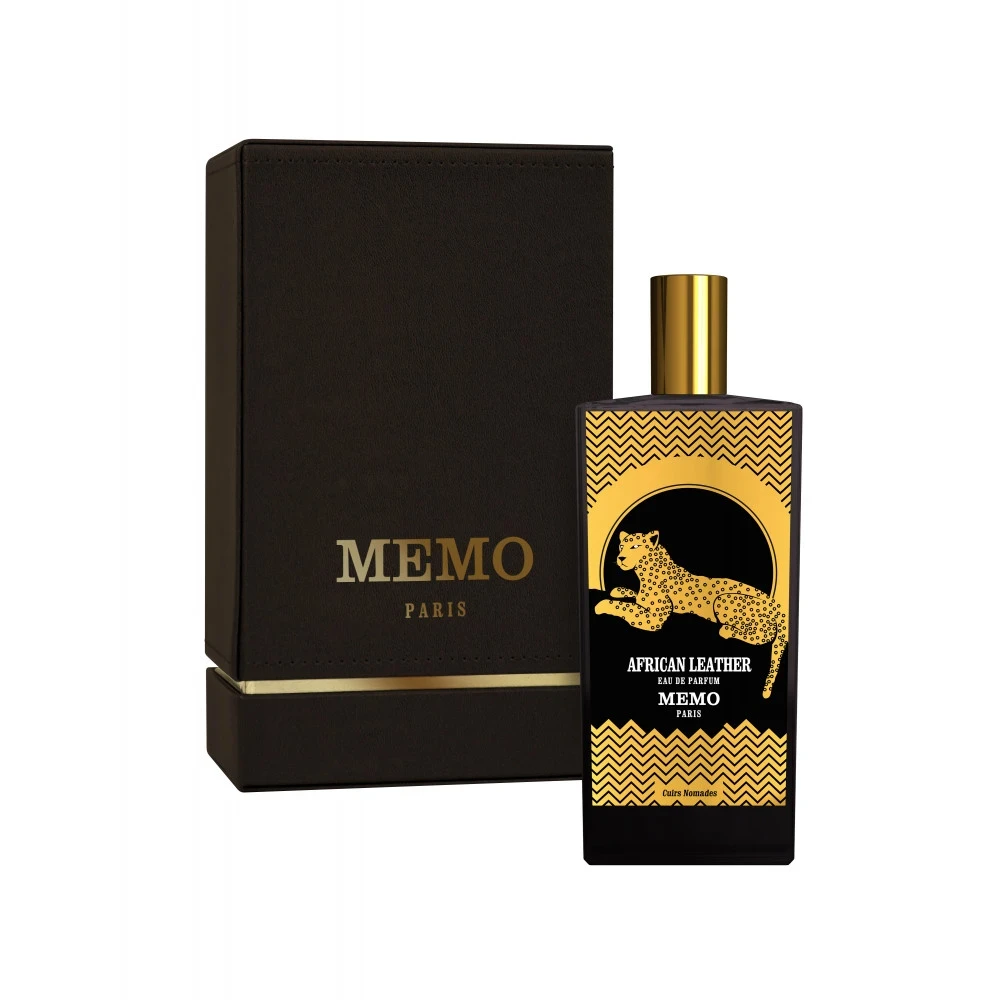 MEMO
PARIS
AFRICAN LEATHER
EAU DE PARFUM
MEMO
PARIS
Cuirs Nomades